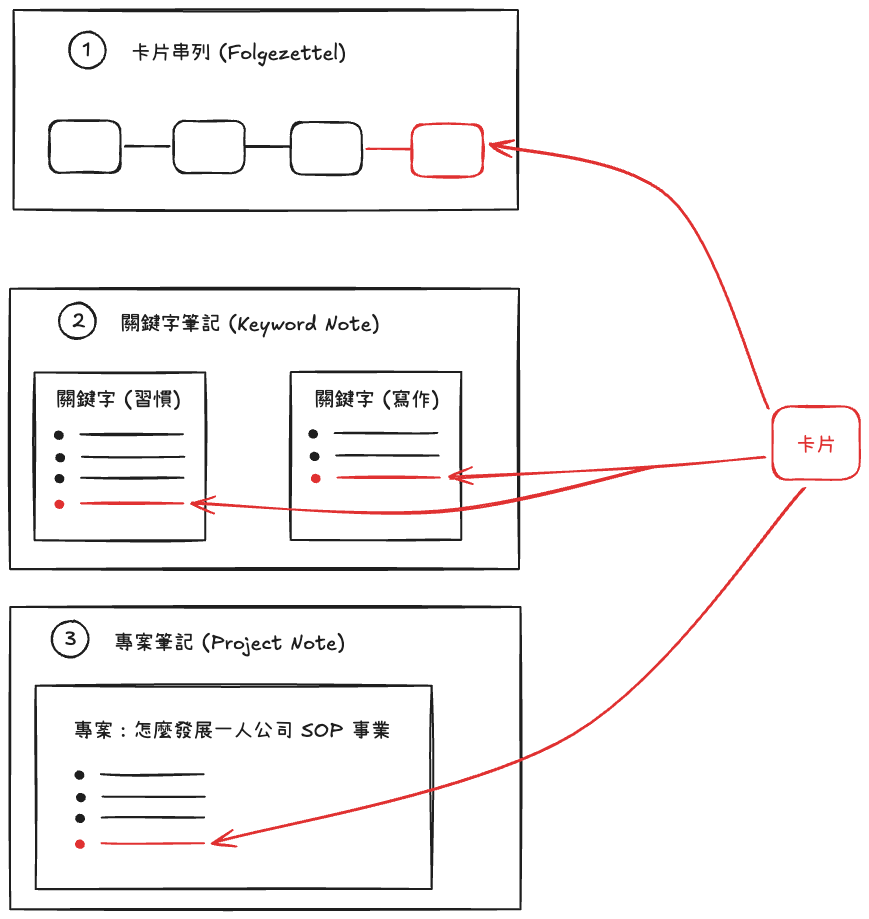 1 卡片串列 (Folgezettel)
2 關鍵字筆記 (Keyword Note)
關鍵字 (習慣)
關鍵字 (寫作)
卡片
3 專案筆記 (Project Note)
專案：怎麼發展一人公司 SOP 事業